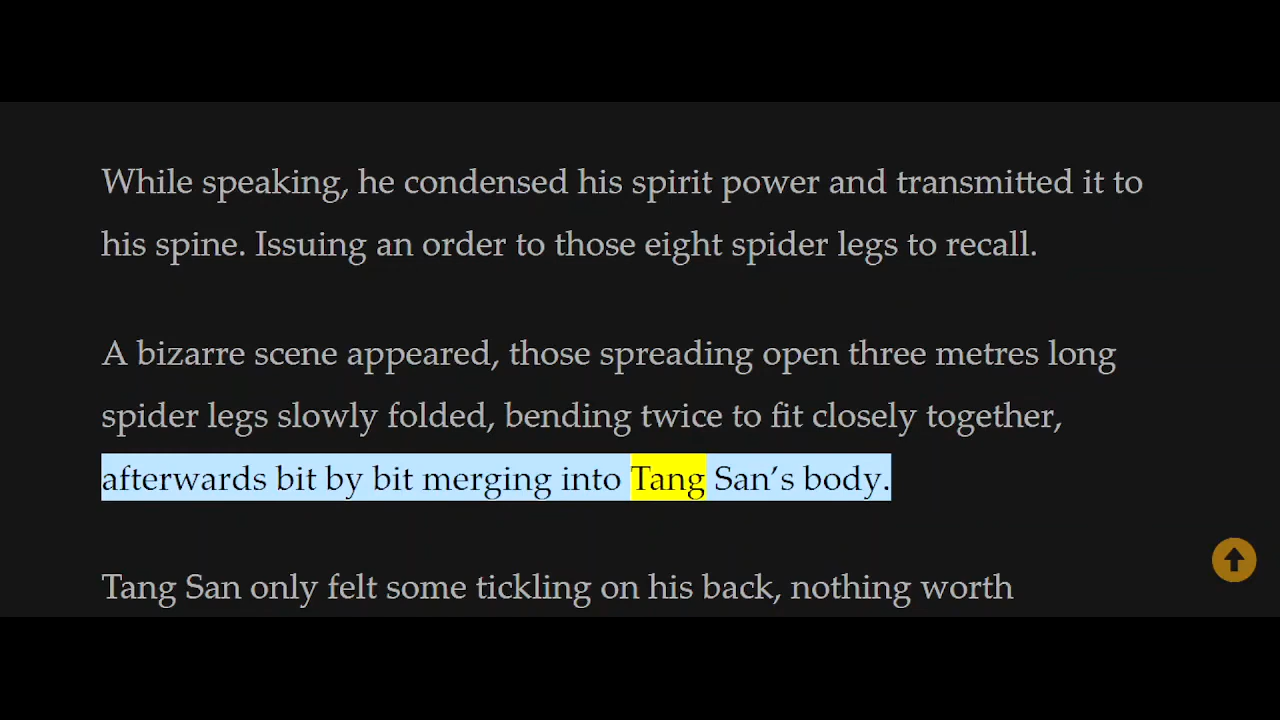 While speaking, he condensed his spirit power and transmitted it to
his spine. Issuing an order to those eight spider legs to recall.
A bizarre scene appeared, those spreading open three metres long
spider legs slowly folded, bending twice to fit closely together,
afterwards bit by bit merging into Tang San’s body.
Tang San only felt some tickling on his back, nothing worth